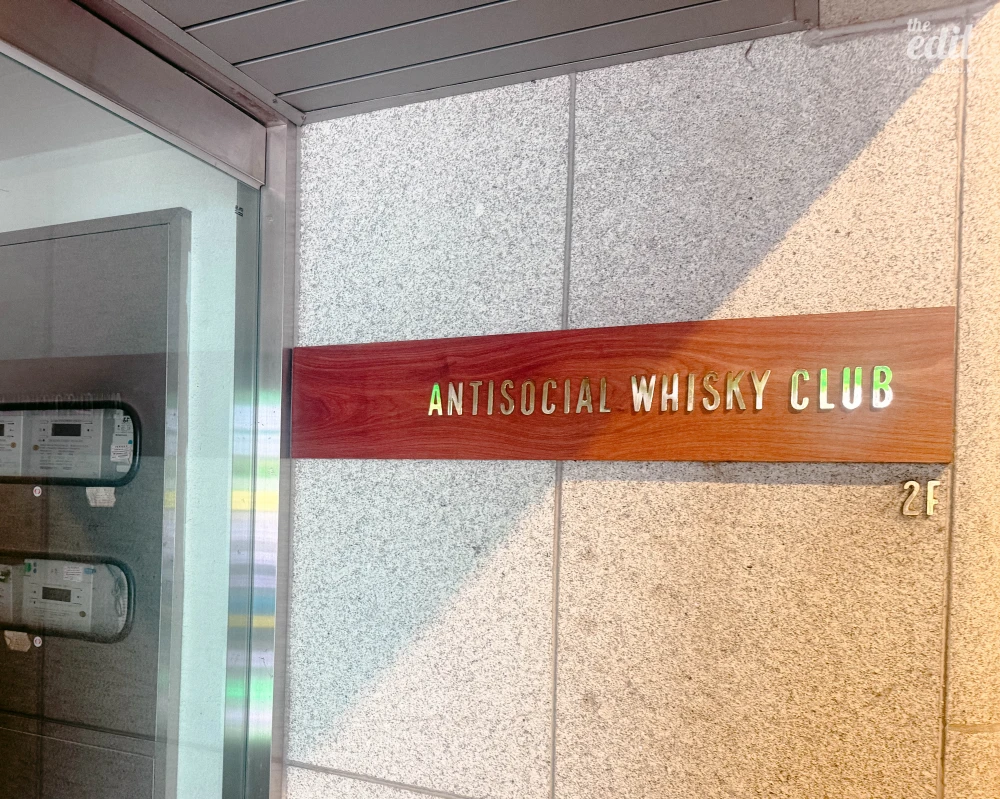 the
edit
ANTISOCIAL WHISKY CLUB
2F